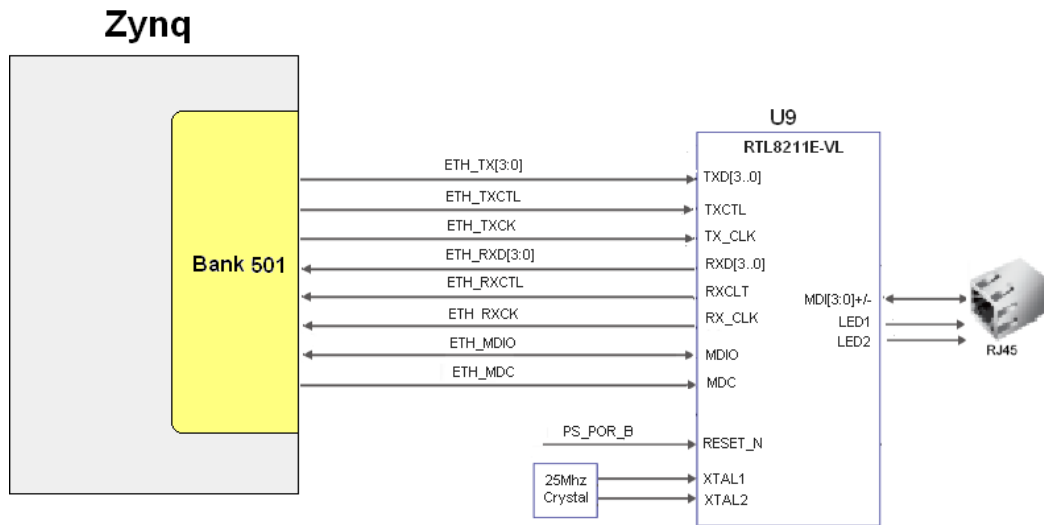 Zynq
Bank 501
ETH_TX[3:0]
ETH_TXCTL
ETH_TXCK
ETH_RXD[3:0]
ETH_RXCTL
ETH_RXCK
ETH_MDIO
ETH_MDC
PS_POR_B
25Mhz
Crystal
U9
RTL8211E-VL
TXD[3..0]
TXCTL
TX_CLK
RXD[3..0]
RXCLT
RX_CLK
MDIO
MDC
RESET_N
XTAL1
XTAL2
MDI[3:0]+/-
LED1
LED2
RJ45